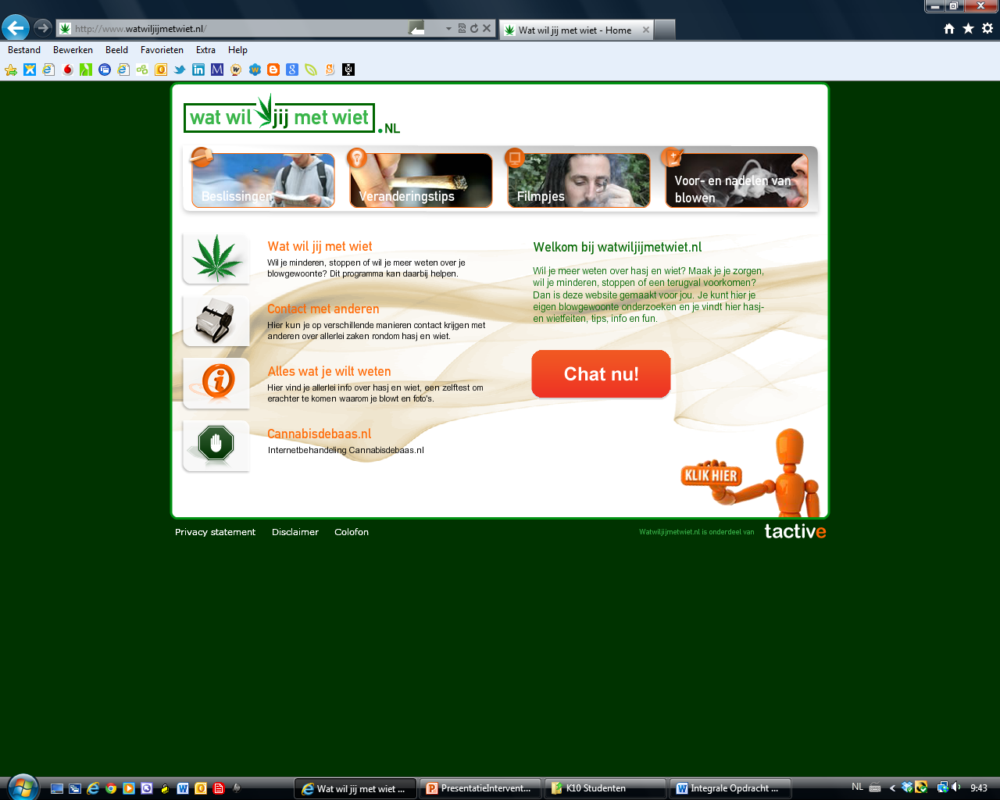 http://www.watwiljijmetwiet.nl/
Wat wil jij met wiet - Home
Bestand Bewerken Beeld Favorieten Extra Help
wat wil jij met wiet .NL
Beslissingen
Veranderingstips
Filmpjes
Voor- en nadelen van
blowen
Wat wil jij met wiet
Wil je minderen, stoppen of wil je meer weten over je
blowgewoonte? Dit programma kan daarbij helpen.
Contact met anderen
Hier kun je op verschillende manieren contact krijgen met
anderen over allerlei zaken rondom hasj en wiet.
Alles wat je wilt weten
Hier vind je allerlei info over hasj en wiet, een zelftest om
erachter te komen waarom je blowt en foto's.
Cannabisdebaas.nl
Internetbehandeling Cannabisdebaas.nl
Welkom bij watwiljijmetwiet.nl
Wil je meer weten over hasj en wiet? Maak je je zorgen,
wil je minderen, stoppen of een terugval voorkomen?
Dan is deze website gemaakt voor jou. Je kunt hier je
eigen blowgewoonte onderzoeken en je vindt hier hasj-
en wietfeiten, tips, info en fun.
Chat nu!
KLIK HIER
Privacy statement Disclaimer Colofon
Watwiljijmetwiet.nl is onderdeel van tactive
Wat wil jij met wiet ...
PresentatieIntervent...
K10 Studenten
Integrale Opdracht ...
NL
9:43